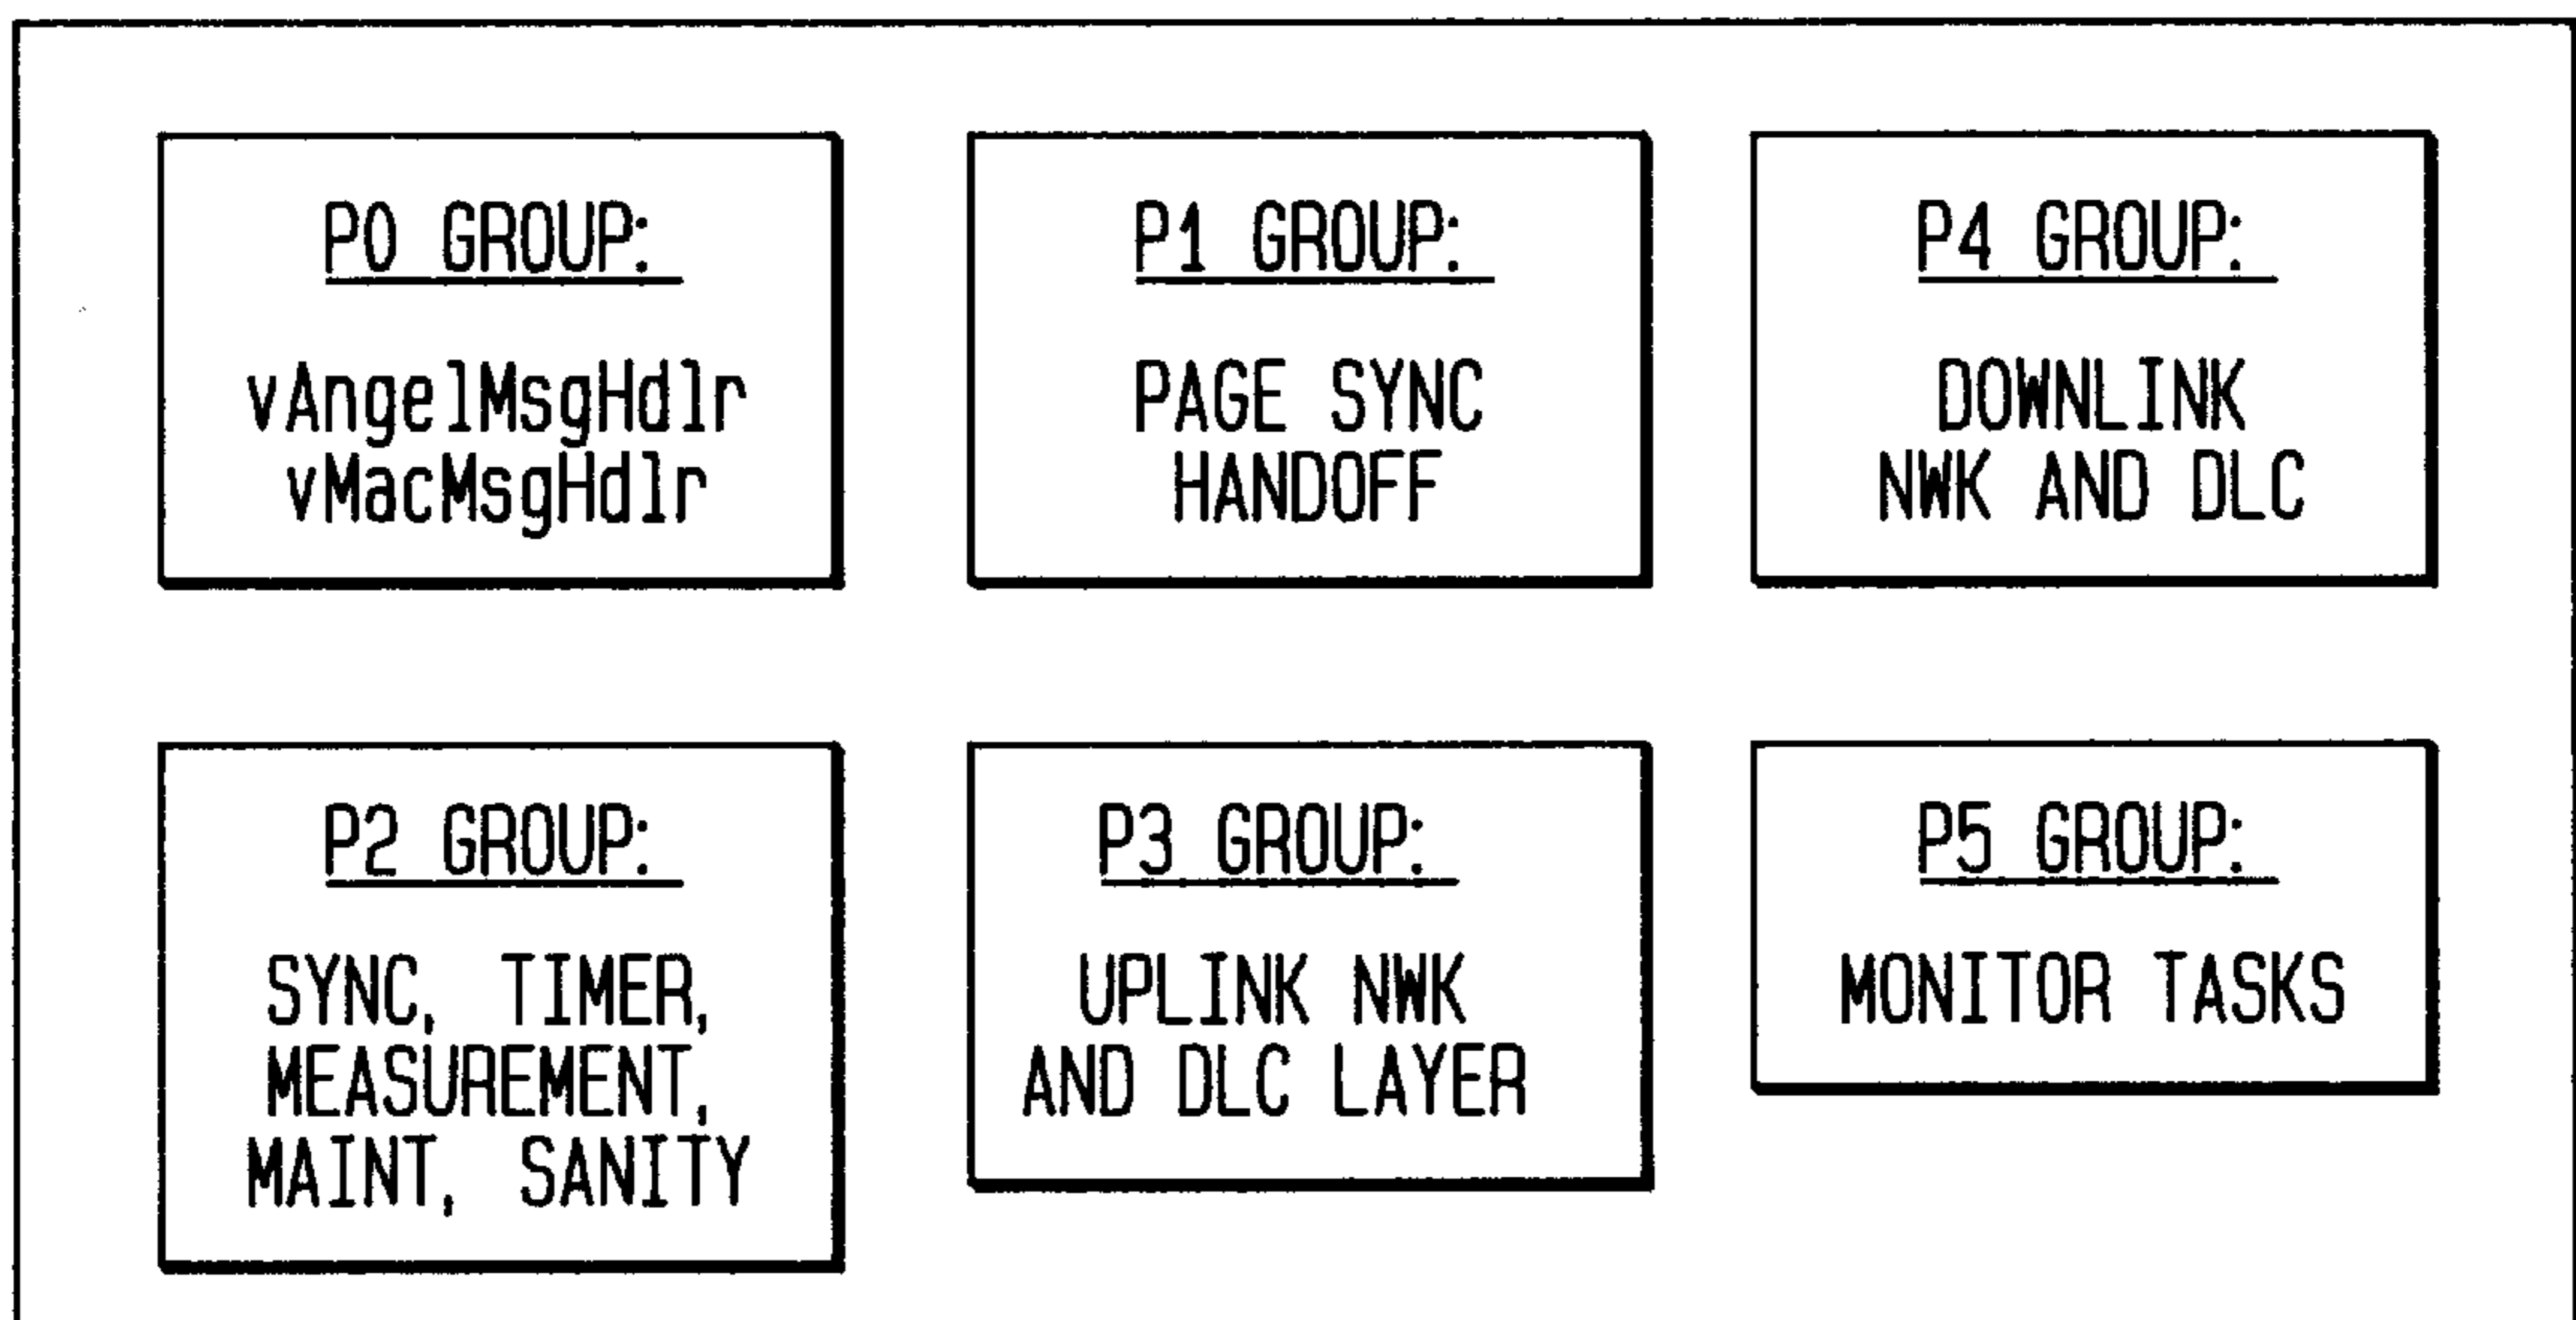 P0 GROUP:
vAngelMsgHdlr
vMacMsgHdlr
P1 GROUP:
PAGE SYNC
HANDOFF
P4 GROUP:
DOWNLINK
NWK AND DLC
P2 GROUP:
SYNC, TIMER,
MEASUREMENT,
MAINT, SANITY
P3 GROUP:
UPLINK NWK
AND DLC LAYER
P5 GROUP:
MONITOR TASKS